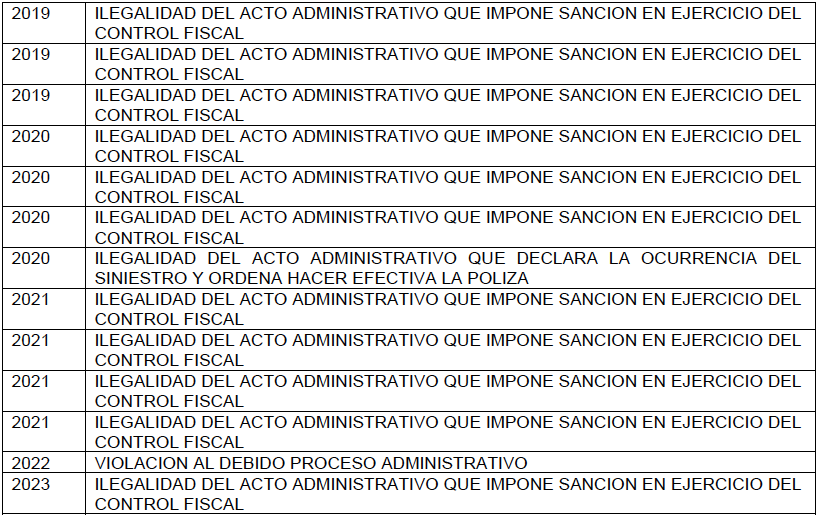 2019 ILEGALIDAD DEL ACTO ADMINISTRATIVO QUE IMPONE SANCION EN EJERCICIO DEL
CONTROL FISCAL
2019 ILEGALIDAD DEL ACTO ADMINISTRATIVO QUE IMPONE SANCION EN EJERCICIO DEL
CONTROL FISCAL
2019 ILEGALIDAD DEL ACTO ADMINISTRATIVO QUE IMPONE SANCION EN EJERCICIO DEL
CONTROL FISCAL
2020 ILEGALIDAD DEL ACTO ADMINISTRATIVO QUE IMPONE SANCION EN EJERCICIO DEL
CONTROL FISCAL
2020 ILEGALIDAD DEL ACTO ADMINISTRATIVO QUE IMPONE SANCION EN EJERCICIO DEL
CONTROL FISCAL
2020 ILEGALIDAD DEL ACTO ADMINISTRATIVO QUE IMPONE SANCION EN EJERCICIO DEL
CONTROL FISCAL
2020 ILEGALIDAD DEL ACTO ADMINISTRATIVO QUE DECLARA LA OCURRENCIA DEL
SINIESTRO Y ORDENA HACER EFECTIVA LA POLIZA
2021 ILEGALIDAD DEL ACTO ADMINISTRATIVO QUE IMPONE SANCION EN EJERCICIO DEL
CONTROL FISCAL
2021 ILEGALIDAD DEL ACTO ADMINISTRATIVO QUE IMPONE SANCION EN EJERCICIO DEL
CONTROL FISCAL
2021 ILEGALIDAD DEL ACTO ADMINISTRATIVO QUE IMPONE SANCION EN EJERCICIO DEL
CONTROL FISCAL
2021 ILEGALIDAD DEL ACTO ADMINISTRATIVO QUE IMPONE SANCION EN EJERCICIO DEL
CONTROL FISCAL
2022 VIOLACION AL DEBIDO PROCESO ADMINISTRATIVO
2023 ILEGALIDAD DEL ACTO ADMINISTRATIVO QUE IMPONE SANCION EN EJERCICIO DEL
CONTROL FISCAL